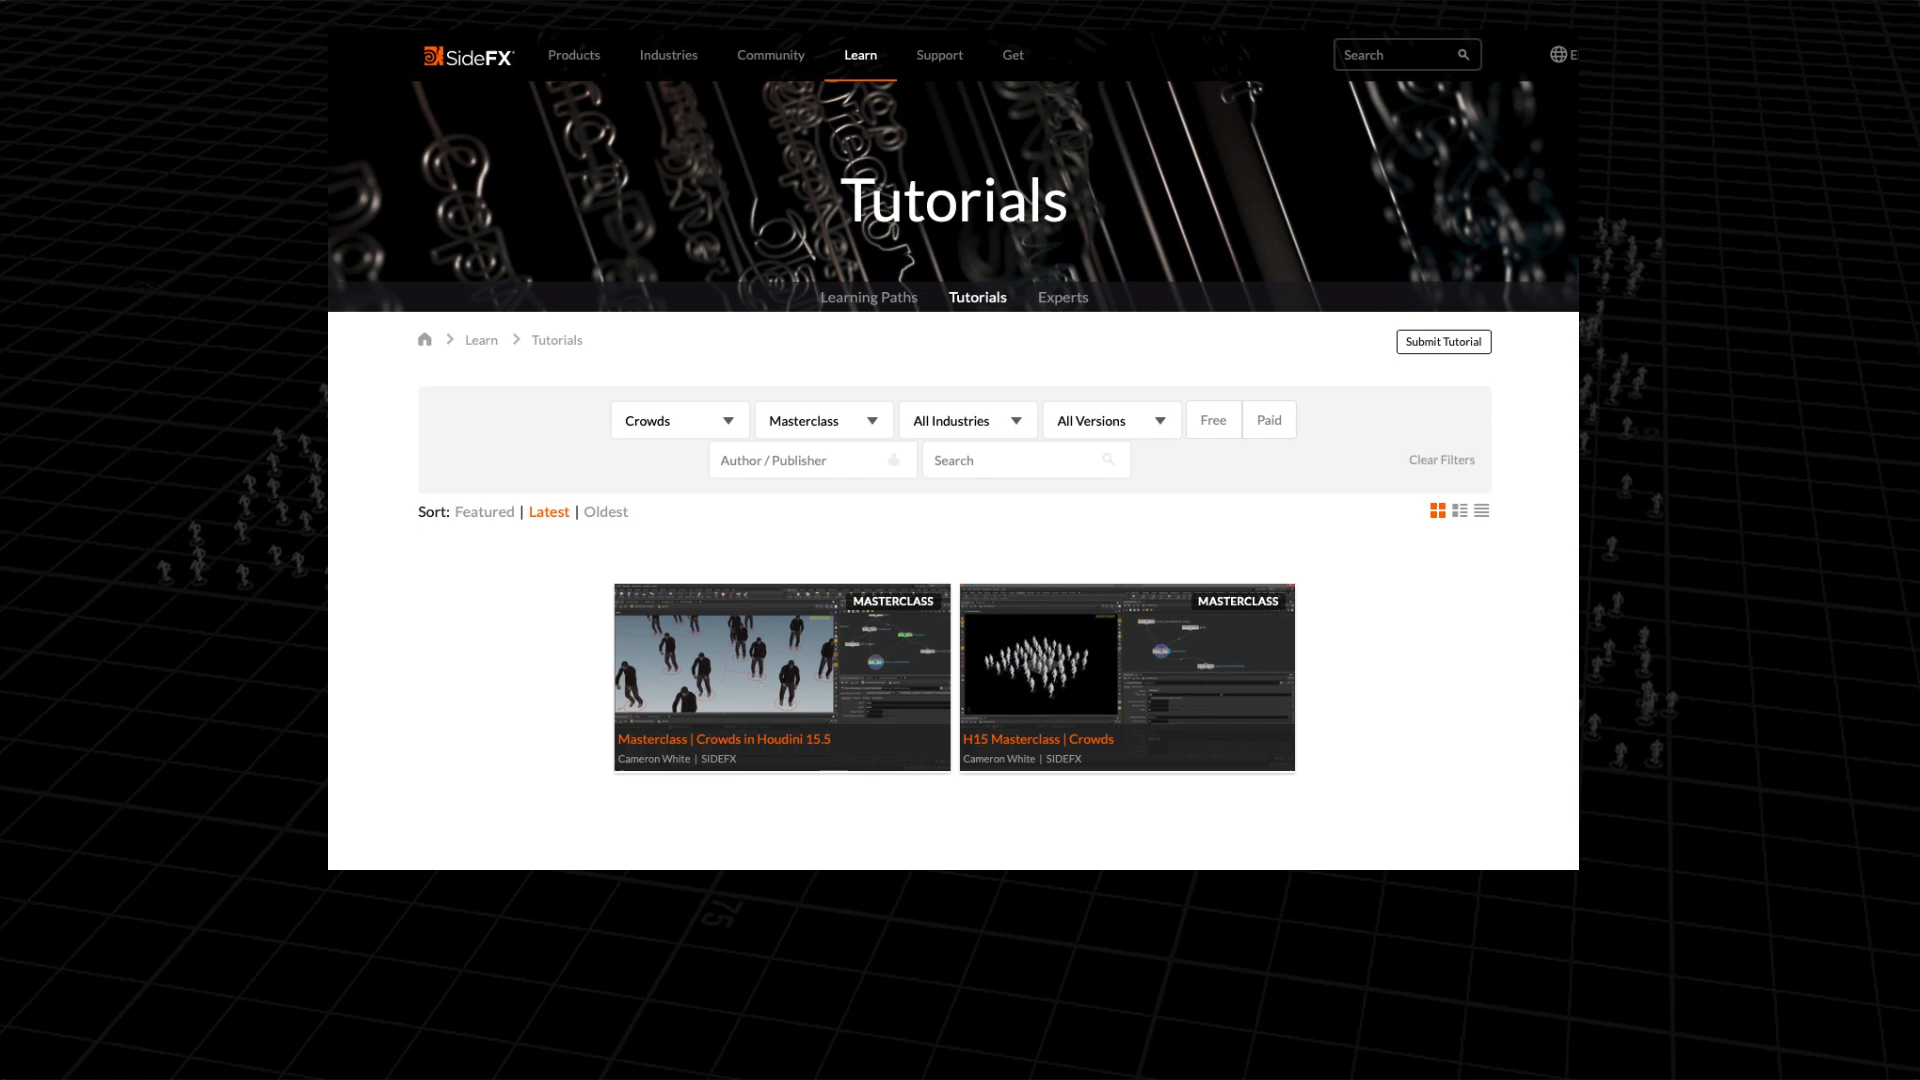 SideFX Products Industries Community Learn Support Get Search
Tutorials
Learning Paths Tutorials Experts
Learn Tutorials Submit Tutorial
Crowds Masterclass All Industries All Versions Free Paid
Author / Publisher Search Clear Filters
Sort: Featured | Latest | Oldest
MASTERCLASS MASTERCLASS
Masterclass | Crowds in Houdini 15.5 H15 Masterclass | Crowds
Cameron White | SIDEFX Cameron White | SIDEFX
75